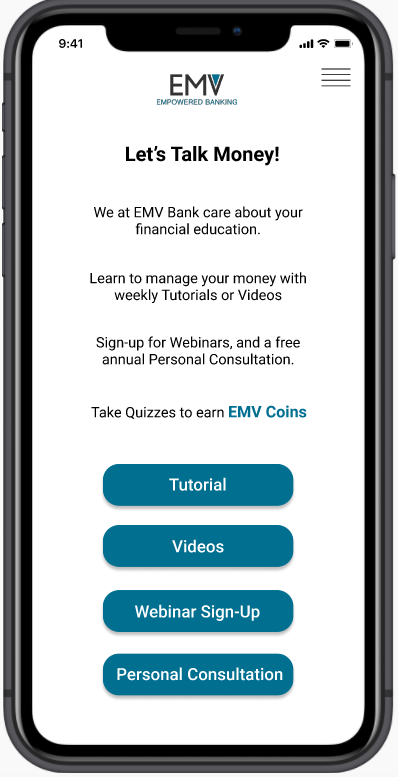 9:41
EMV
EMPOWERED BANKING
Let's Talk Money!
We at EMV Bank care about your
financial education.
Learn to manage your money with
weekly Tutorials or Videos
Sign-up for Webinars, and a free
annual Personal Consultation.
Take Quizzes to earn EMV Coins
Tutorial
Videos
Webinar Sign-Up
Personal Consultation